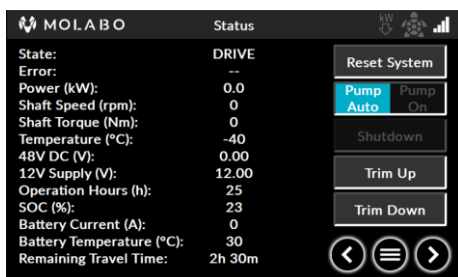 MOLABO
Status
kW
State: DRIVE
Error: --
Power (kW): 0.0
Shaft Speed (rpm): 0
Shaft Torque (Nm): 0
Temperature (°C): -40
48V DC (V): 0.00
12V Supply (V): 12.00
Operation Hours (h): 25
SOC (%): 23
Battery Current (A): 0
Battery Temperature (°C): 30
Remaining Travel Time: 2h 30m
Reset System
Pump Auto
Pump On
Shutdown
Trim Up
Trim Down